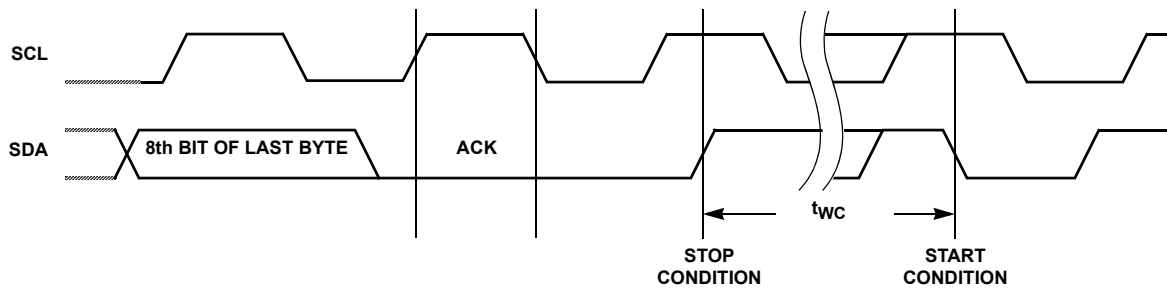 SCL
SDA
8th BIT OF LAST BYTE
ACK
tWC
STOP
CONDITION
START
CONDITION